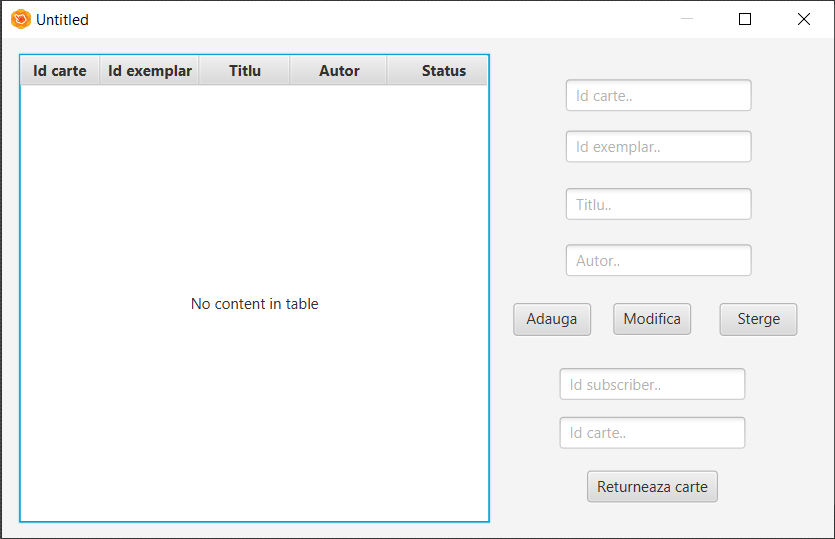 Untitled
Id carte Id exemplar Titlu Autor Status
No content in table
Id carte..
Id exemplar..
Titlu..
Autor..
Adauga Modifica Sterge
Id subscriber..
Id carte..
Returneaza carte